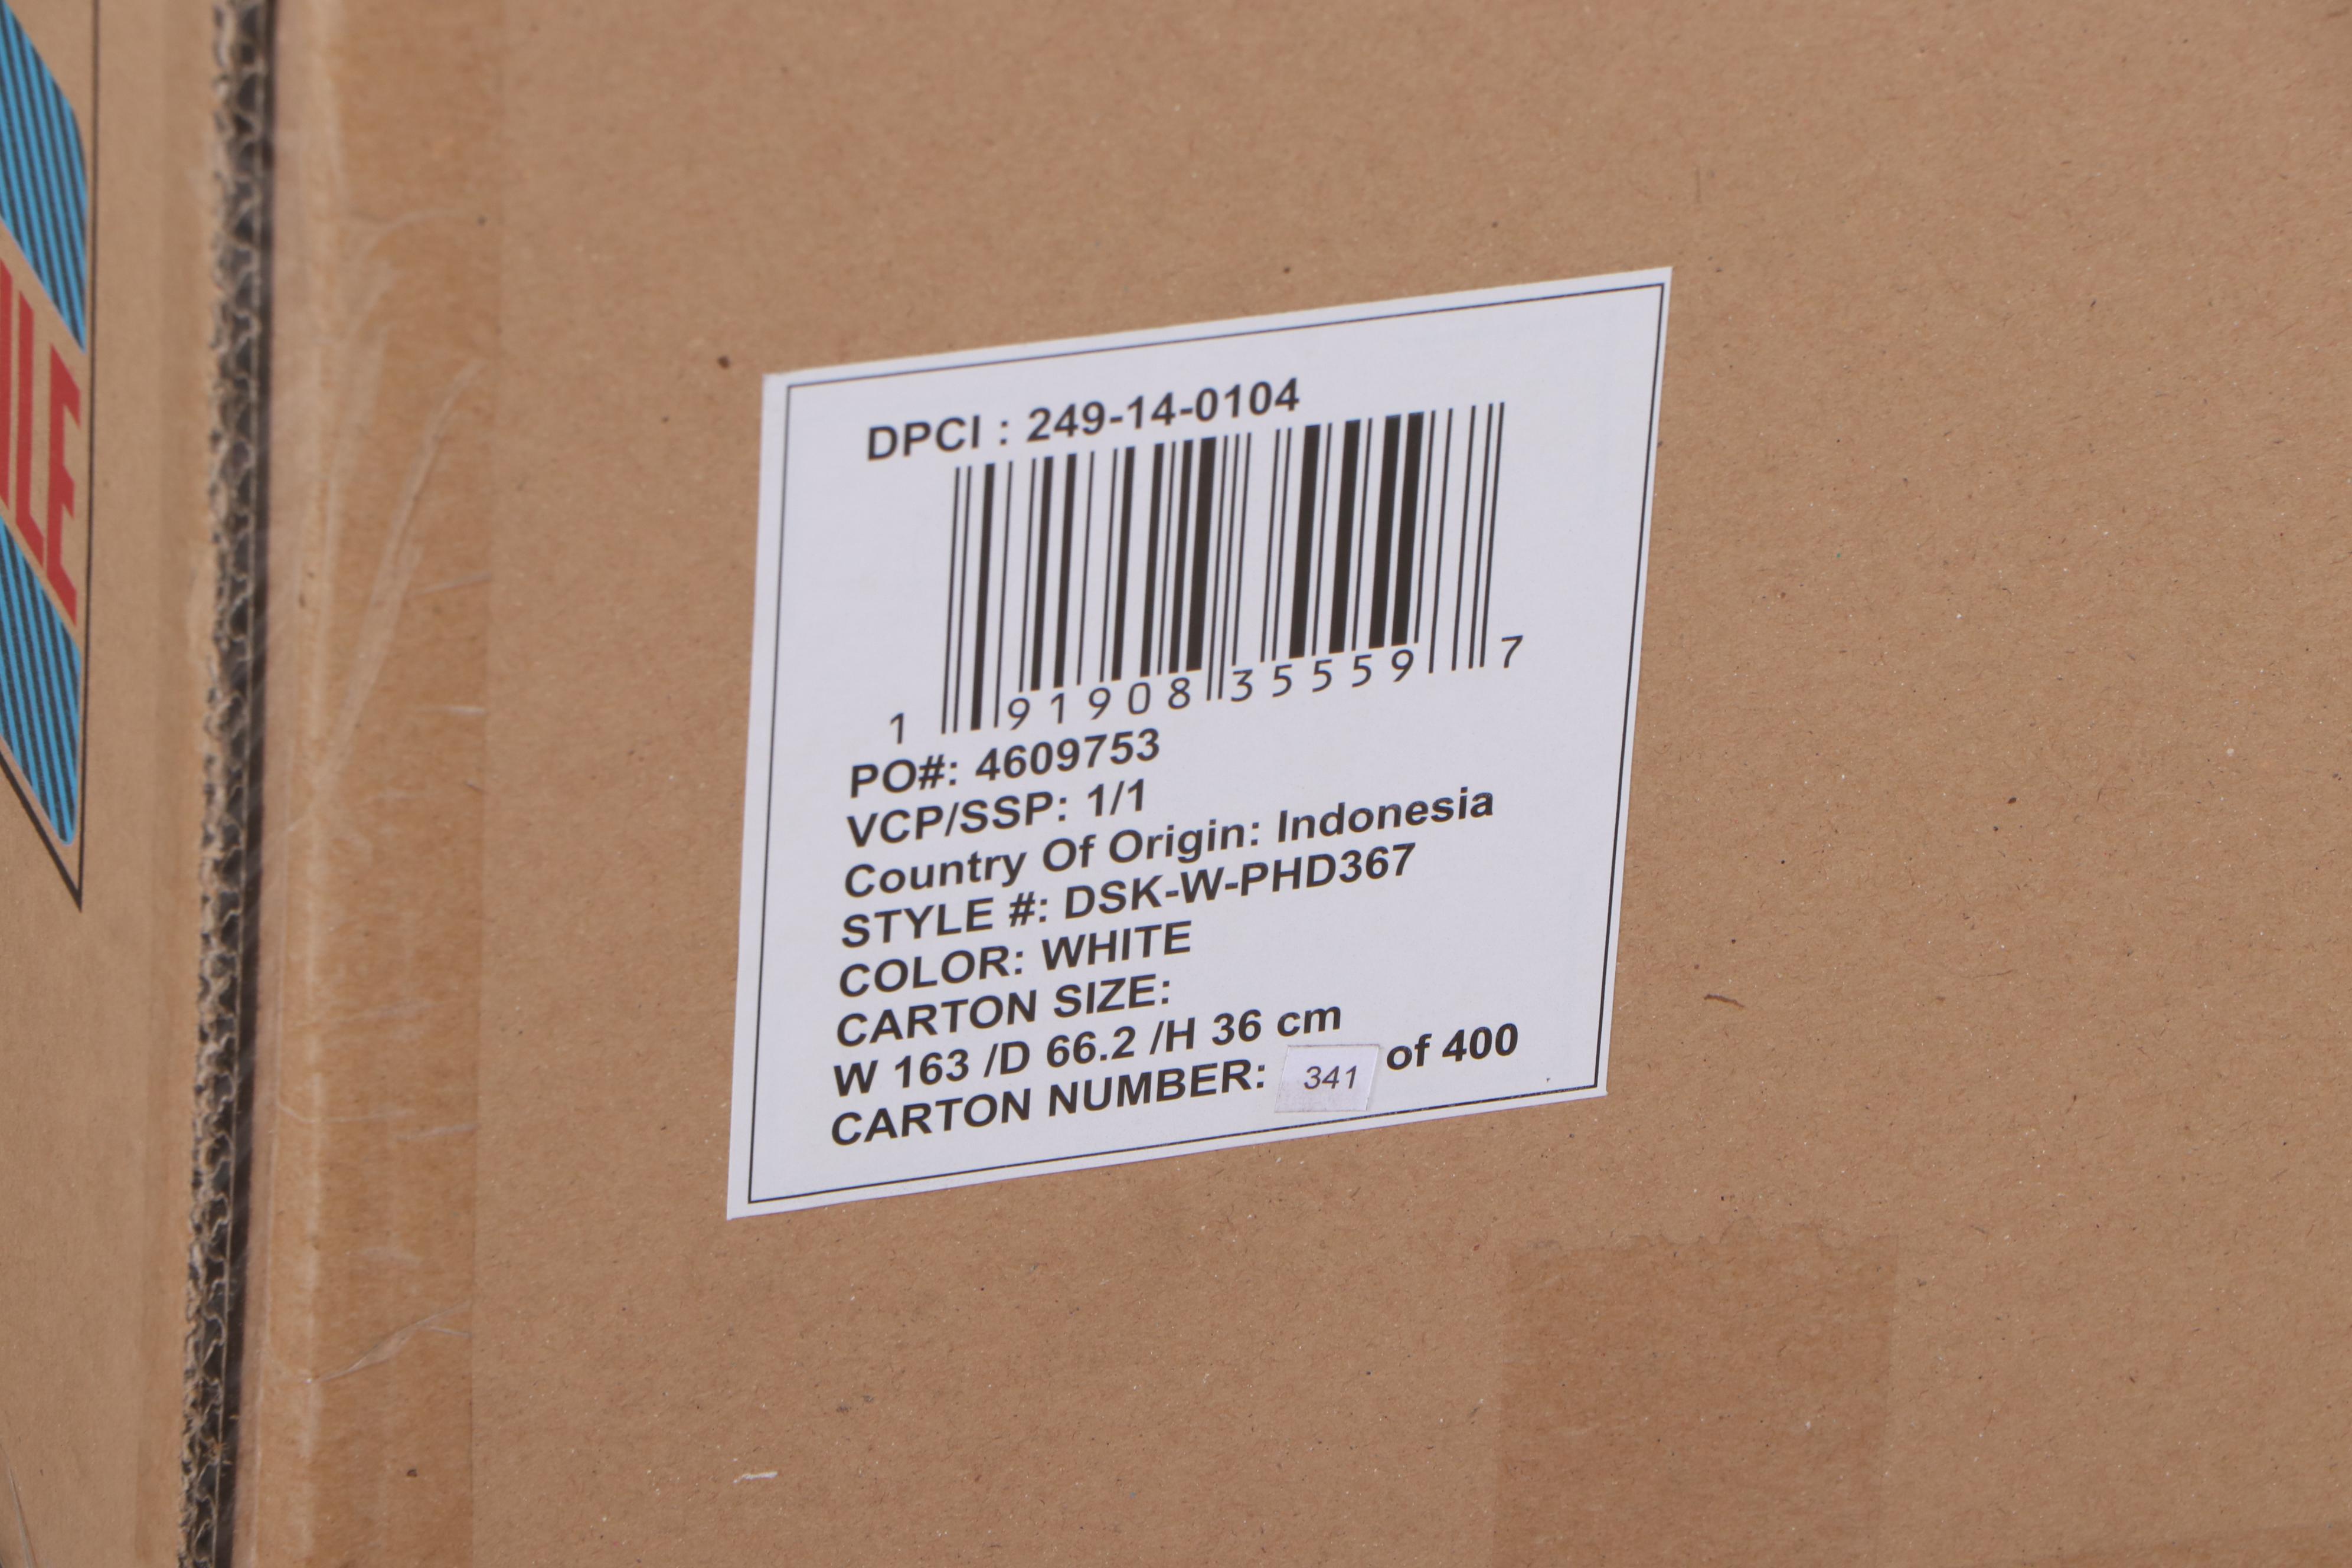 ILE
DPCI : 249-14-0104
1 91908 35559 7
PO#: 4609753
VCP/SSP: 1/1
Country Of Origin: Indonesia
STYLE #: DSK-W-PHD367
COLOR: WHITE
CARTON SIZE:
W 163 /D 66.2 /H 36 cm
CARTON NUMBER: 341 of 400